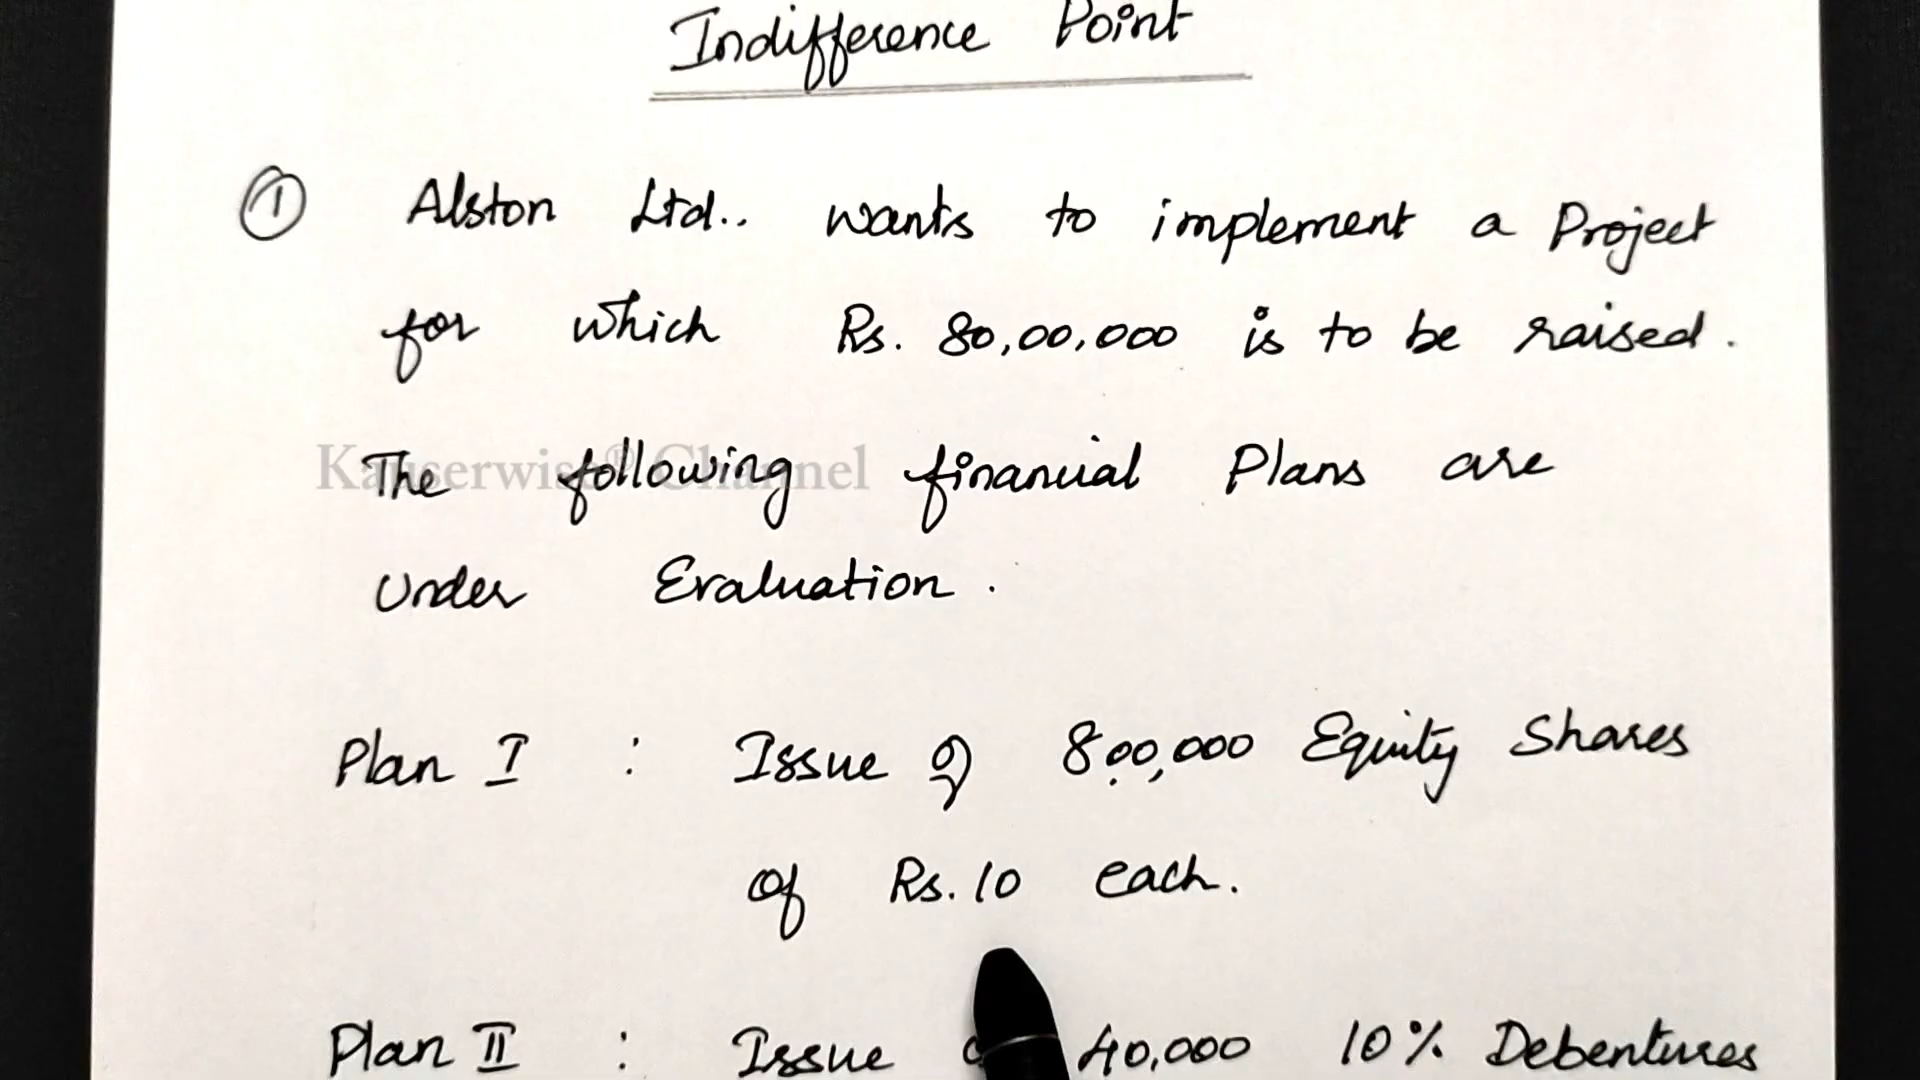 Indifference Point
① Alston Ltd.. wants to implement a Project
for which Rs. 80,00,000 is to be raised.
Kauserwise® Channel
The following financial Plans are
under Evaluation.
Plan I : Issue of 8,00,000 Equity Shares
of Rs. 10 each.
Plan II : Issue 40,000 10% Debentures